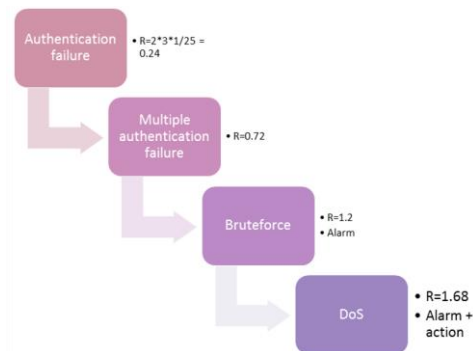 Authentication
failure
• R=2*3*1/25 =
0.24
Multiple
authentication
failure
• R=0.72
Bruteforce
• R=1.2
• Alarm
DoS
• R=1.68
• Alarm +
action